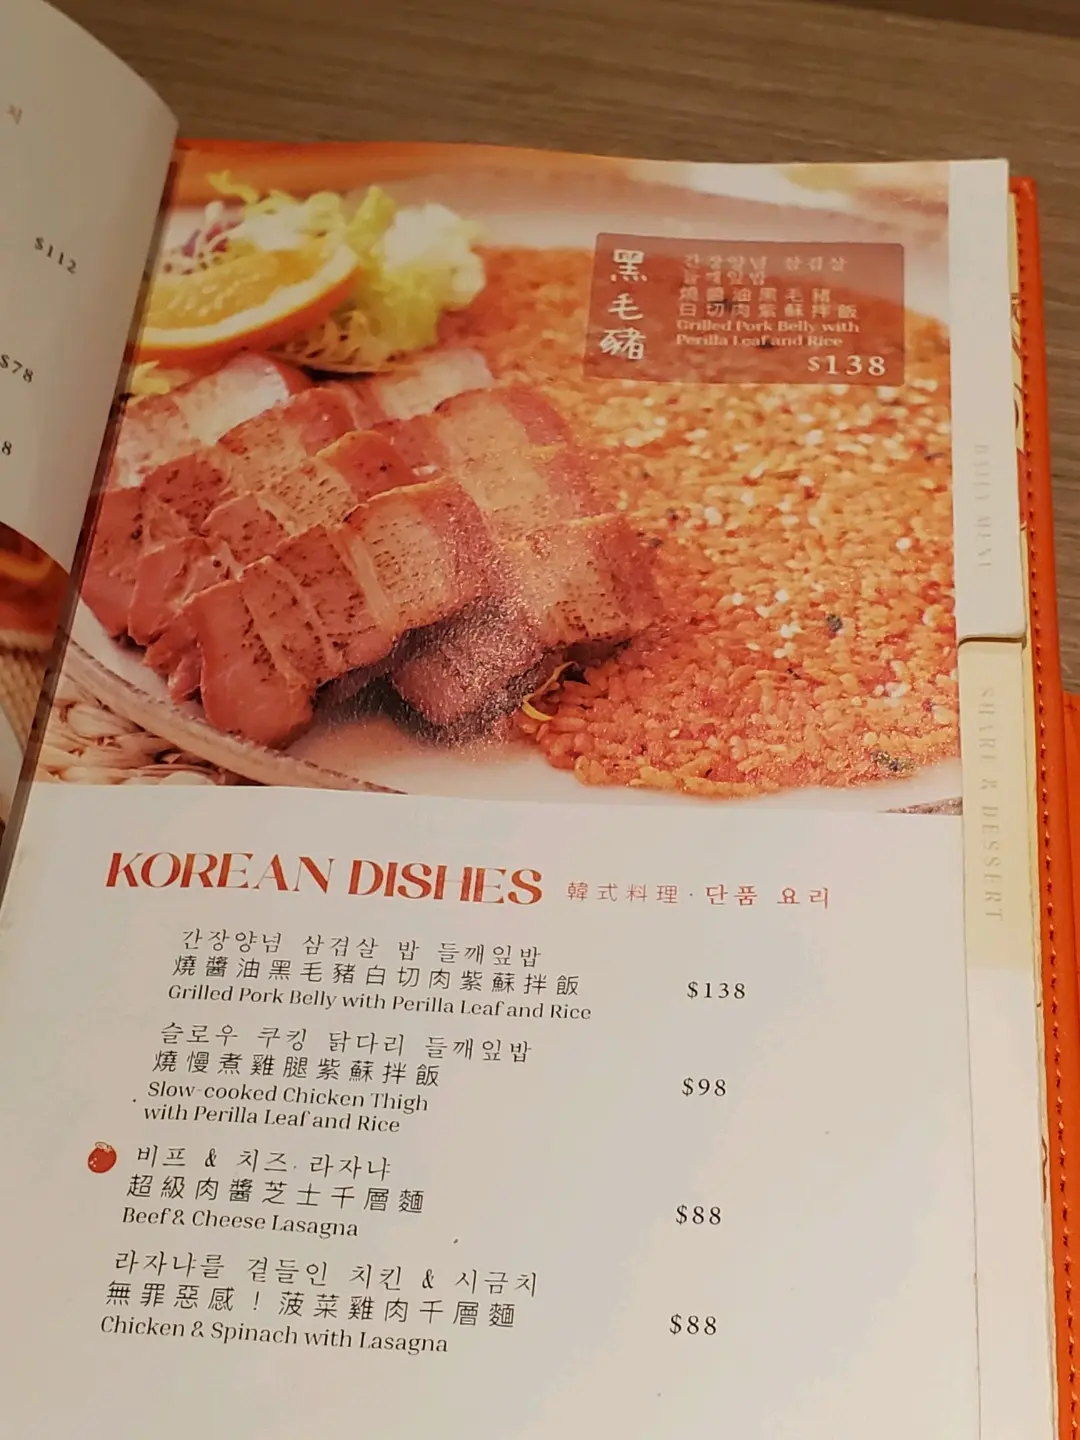 $112
$78
8
黑毛豬
간장양념 삼겹살
들깨잎밥
燒醬油黑毛豬
白切肉紫蘇拌飯
Grilled Pork Belly with
Perilla Leaf and Rice
$138
DAILY MENU
SHARE & DESSERT
KOREAN DISHES 韓式料理·단품 요리
간장양념 삼겹살 밥 들깨잎밥
燒醬油黑毛豬白切肉紫蘇拌飯
Grilled Pork Belly with Perilla Leaf and Rice
$138
슬로우 쿠킹 닭다리 들깨잎밥
燒慢煮雞腿紫蘇拌飯
Slow-cooked Chicken Thigh
with Perilla Leaf and Rice
$98
비프 & 치즈 라자냐
超級肉醬芝士千層麵
Beef & Cheese Lasagna
$88
라자냐를 곁들인 치킨 & 시금치
無罪惡感！菠菜雞肉千層麵
Chicken & Spinach with Lasagna
$88